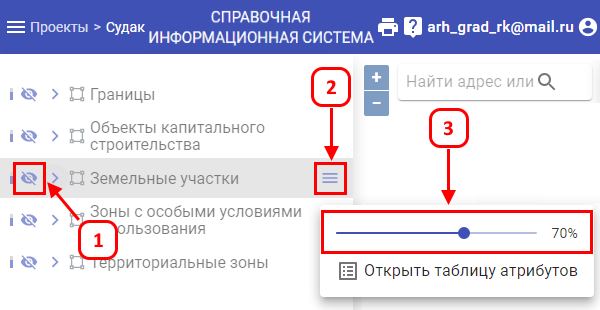 Проекты > Судак
СПРАВОЧНАЯ
ИНФОРМАЦИОННАЯ СИСТЕМА
arh_grad_rk@mail.ru
+
−
Найти адрес или
Границы
Объекты капитального
строительства
Земельные участки
Зоны с особыми условиями
пользования
Территориальные зоны
1
2
3
70%
Открыть таблицу атрибутов